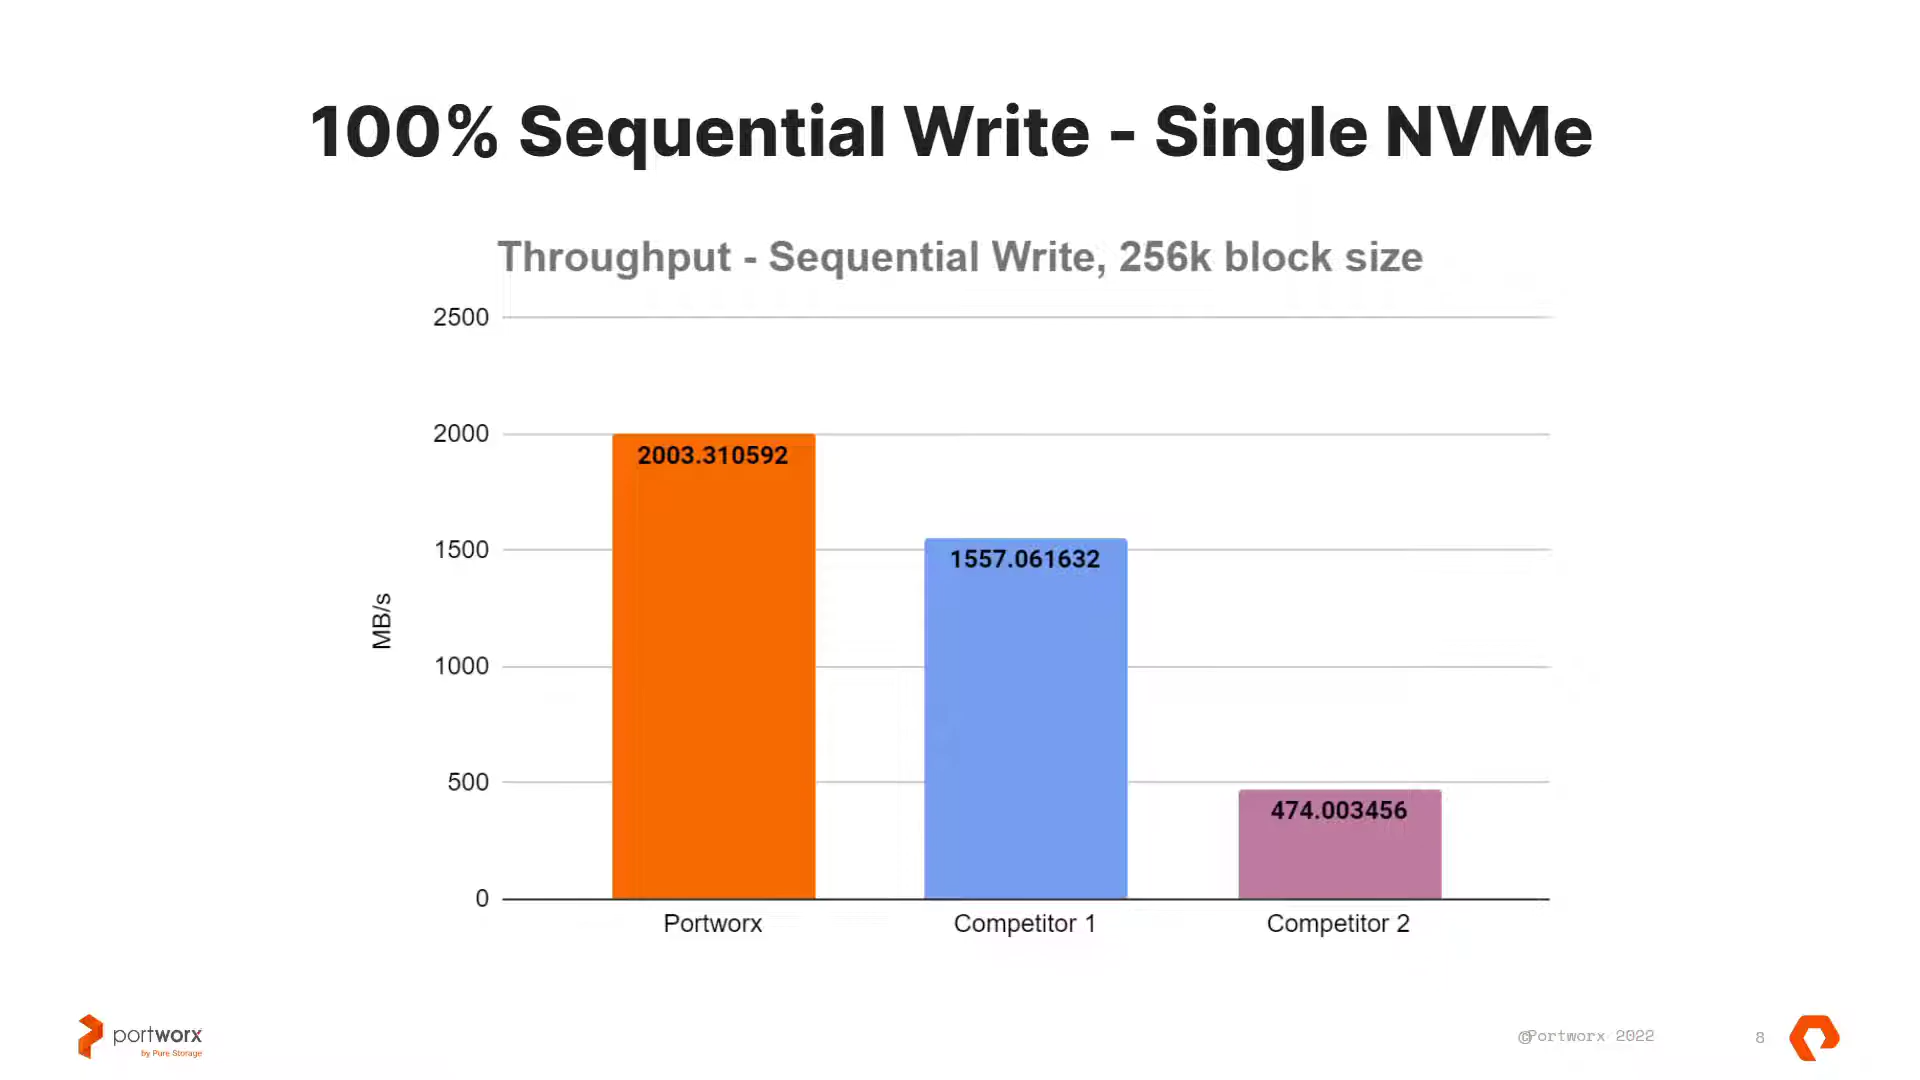 100% Sequential Write - Single NVMe
Throughput - Sequential Write, 256k block size
2500
2000
1500
1000
500
0
MB/s
2003.310592
1557.061632
474.003456
Portworx
Competitor 1
Competitor 2
portworx
by Pure Storage
©Portworx 2022
8